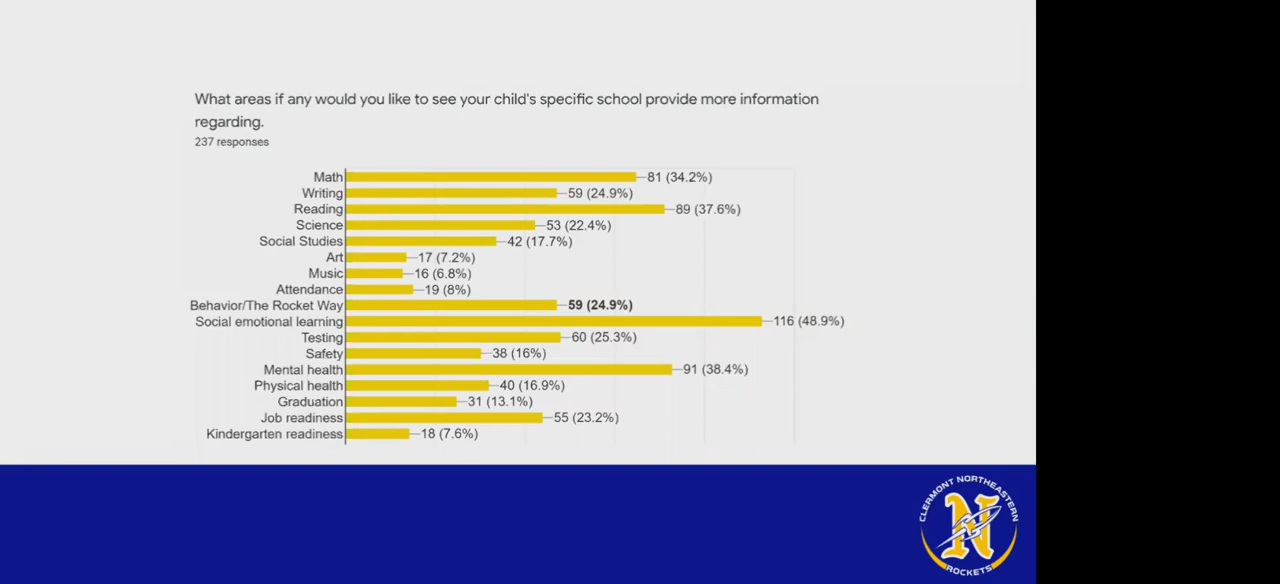 What areas if any would you like to see your child's specific school provide more information
regarding.
237 responses
Math 81 (34.2%)
Writing 59 (24.9%)
Reading 89 (37.6%)
Science 53 (22.4%)
Social Studies 42 (17.7%)
Art 17 (7.2%)
Music 16 (6.8%)
Attendance 19 (8%)
Behavior/The Rocket Way 59 (24.9%)
Social emotional learning 116 (48.9%)
Testing 60 (25.3%)
Safety 38 (16%)
Mental health 91 (38.4%)
Physical health 40 (16.9%)
Graduation 31 (13.1%)
Job readiness 55 (23.2%)
Kindergarten readiness 18 (7.6%)
CLERMONT NORTHEASTERN
N
ROCKETS